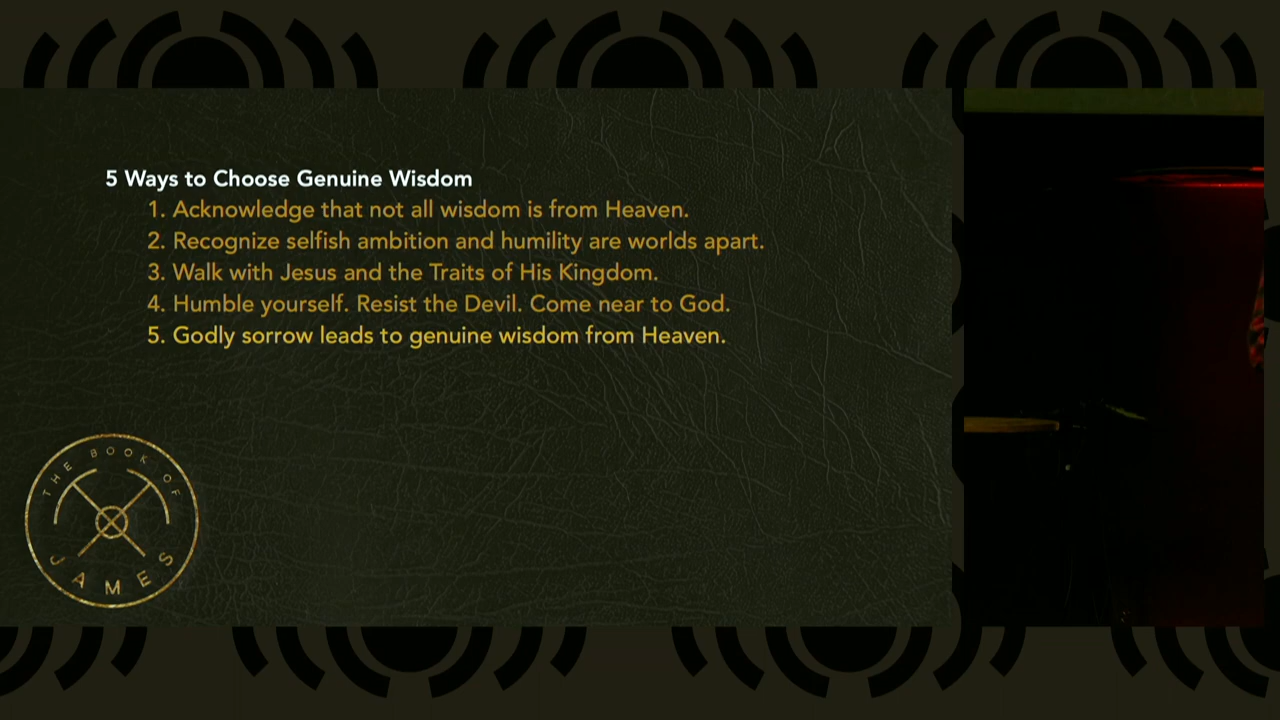 5 Ways to Choose Genuine Wisdom
1. Acknowledge that not all wisdom is from Heaven.
2. Recognize selfish ambition and humility are worlds apart.
3. Walk with Jesus and the Traits of His Kingdom.
4. Humble yourself. Resist the Devil. Come near to God.
5. Godly sorrow leads to genuine wisdom from Heaven.
THE BOOK OF
JAMES